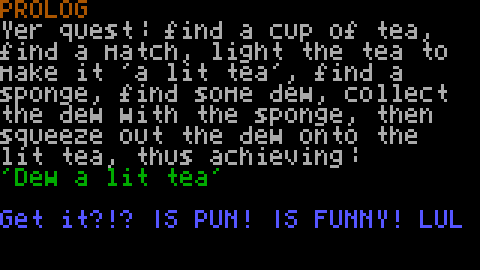 PROLOG
Yer quest: find a cup of tea,
find a match, light the tea to
make it 'a lit tea', find a
sponge, find some dew, collect
the dew with the sponge, then
squeeze out the dew onto the
lit tea, thus achieving:
'Dew a lit tea'
Get it?!? IS PUN! IS FUNNY! LUL